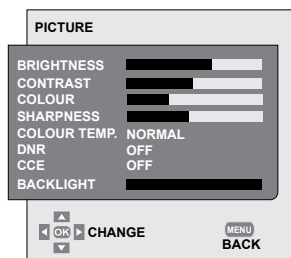 PICTURE
BRIGHTNESS
CONTRAST
COLOUR
SHARPNESS
COLOUR TEMP. NORMAL
DNR OFF
CCE OFF
BACKLIGHT
OK CHANGE MENU
BACK